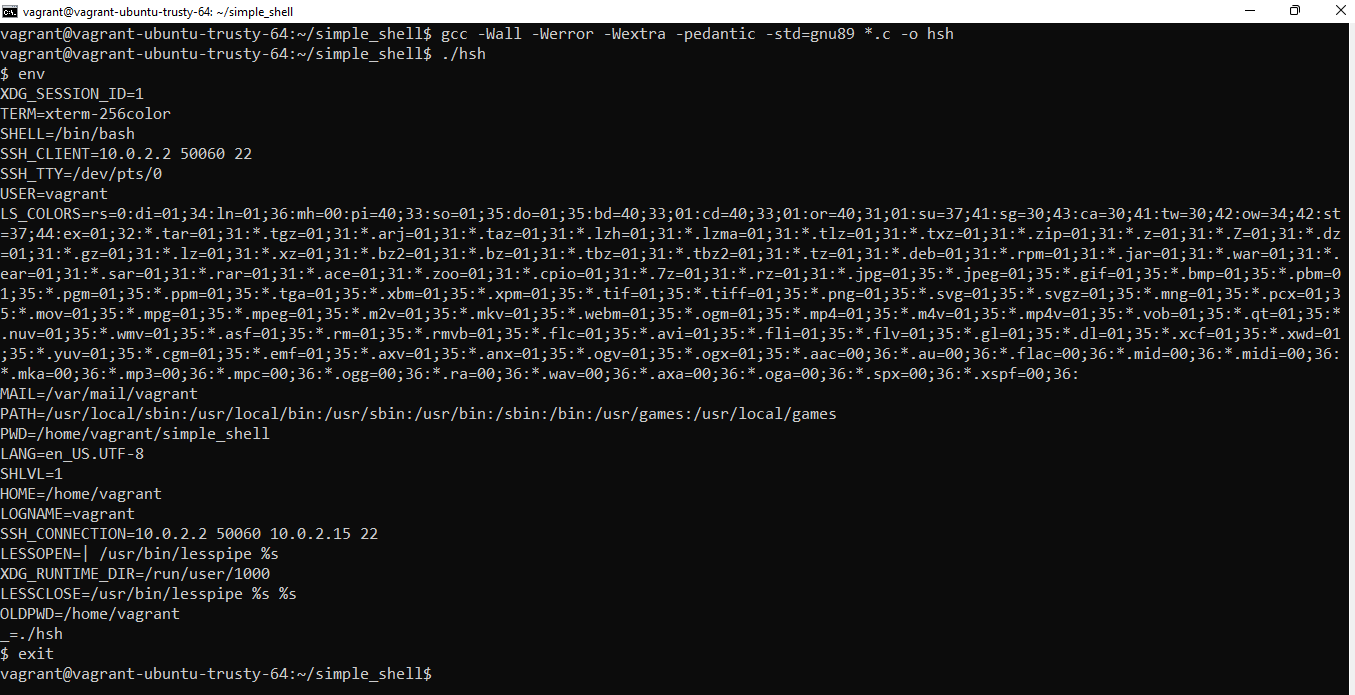 vagrant@vagrant-ubuntu-trusty-64: ~/simple_shell
vagrant@vagrant-ubuntu-trusty-64:~/simple_shell$ gcc -Wall -Werror -Wextra -pedantic -std=gnu89 *.c -o hsh
vagrant@vagrant-ubuntu-trusty-64:~/simple_shell$ ./hsh
$ env
XDG_SESSION_ID=1
TERM=xterm-256color
SHELL=/bin/bash
SSH_CLIENT=10.0.2.2 50060 22
SSH_TTY=/dev/pts/0
USER=vagrant
LS_COLORS=rs=0:di=01;34:ln=01;36:mh=00:pi=40;33:so=01;35:do=01;35:bd=40;33;01:cd=40;33;01:or=40;31;01:su=37;41:sg=30;43:ca=30;41:tw=30;42:ow=34;42:st
=37;44:ex=01;32:*.tar=01;31:*.tgz=01;31:*.arj=01;31:*.taz=01;31:*.lzh=01;31:*.lzma=01;31:*.tlz=01;31:*.txz=01;31:*.zip=01;31:*.z=01;31:*.Z=01;31:*.dz
=01;31:*.gz=01;31:*.lz=01;31:*.xz=01;31:*.bz2=01;31:*.bz=01;31:*.tbz=01;31:*.tbz2=01;31:*.tz=01;31:*.deb=01;31:*.rpm=01;31:*.jar=01;31:*.war=01;31:*.
ear=01;31:*.sar=01;31:*.rar=01;31:*.ace=01;31:*.zoo=01;31:*.cpio=01;31:*.7z=01;31:*.rz=01;31:*.jpg=01;35:*.jpeg=01;35:*.gif=01;35:*.bmp=01;35:*.pbm=0
1;35:*.pgm=01;35:*.ppm=01;35:*.tga=01;35:*.xbm=01;35:*.xpm=01;35:*.tif=01;35:*.tiff=01;35:*.png=01;35:*.svg=01;35:*.svgz=01;35:*.mng=01;35:*.pcx=01;3
5:*.mov=01;35:*.mpg=01;35:*.mpeg=01;35:*.m2v=01;35:*.mkv=01;35:*.webm=01;35:*.ogm=01;35:*.mp4=01;35:*.m4v=01;35:*.mp4v=01;35:*.vob=01;35:*.qt=01;35:*
.nuv=01;35:*.wmv=01;35:*.asf=01;35:*.rm=01;35:*.rmvb=01;35:*.flc=01;35:*.avi=01;35:*.fli=01;35:*.flv=01;35:*.gl=01;35:*.dl=01;35:*.xcf=01;35:*.xwd=01
;35:*.yuv=01;35:*.cgm=01;35:*.emf=01;35:*.axv=01;35:*.anx=01;35:*.ogv=01;35:*.ogx=01;35:*.aac=00;36:*.au=00;36:*.flac=00;36:*.mid=00;36:*.midi=00;36:
*.mka=00;36:*.mp3=00;36:*.mpc=00;36:*.ogg=00;36:*.ra=00;36:*.wav=00;36:*.axa=00;36:*.oga=00;36:*.spx=00;36:*.xspf=00;36:
MAIL=/var/mail/vagrant
PATH=/usr/local/sbin:/usr/local/bin:/usr/sbin:/usr/bin:/sbin:/bin:/usr/games:/usr/local/games
PWD=/home/vagrant/simple_shell
LANG=en_US.UTF-8
SHLVL=1
HOME=/home/vagrant
LOGNAME=vagrant
SSH_CONNECTION=10.0.2.2 50060 10.0.2.15 22
LESSOPEN=| /usr/bin/lesspipe %s
XDG_RUNTIME_DIR=/run/user/1000
LESSCLOSE=/usr/bin/lesspipe %s %s
OLDPWD=/home/vagrant
_=./hsh
$ exit
vagrant@vagrant-ubuntu-trusty-64:~/simple_shell$